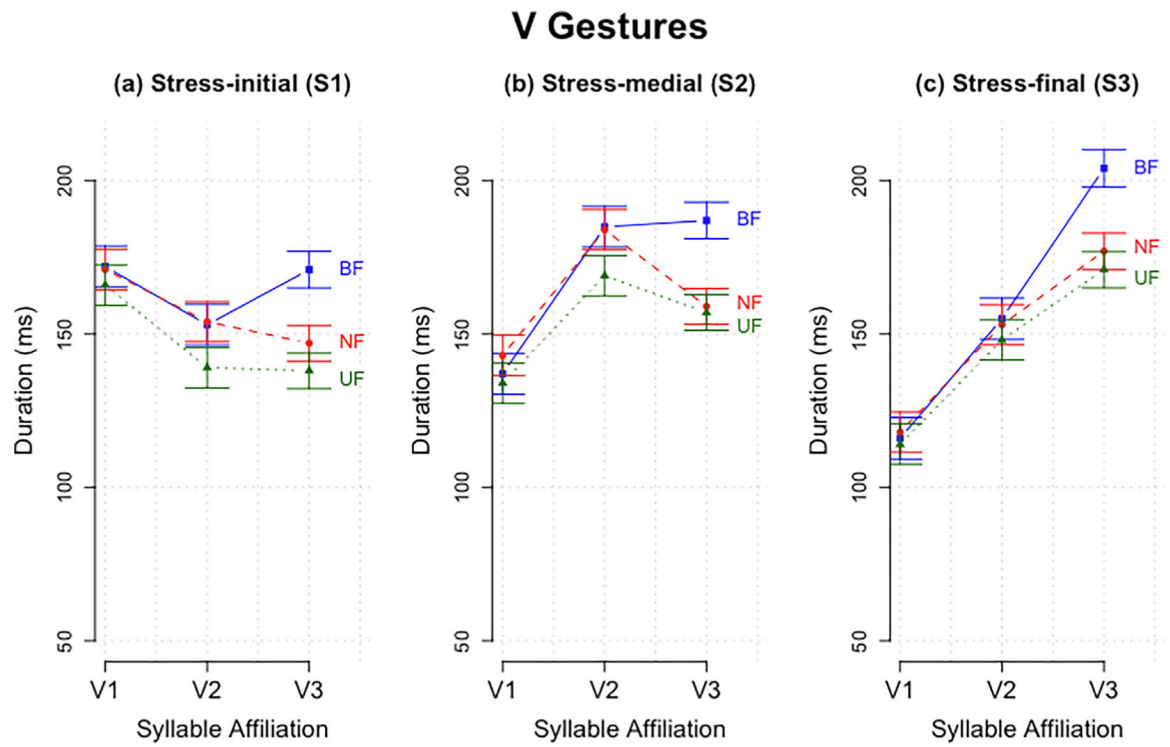 V Gestures
(a) Stress-initial (S1)
Duration (ms)
200
150
100
50
BF
NF
UF
V1 V2 V3
Syllable Affiliation
(b) Stress-medial (S2)
Duration (ms)
200
150
100
50
BF
NF
UF
V1 V2 V3
Syllable Affiliation
(c) Stress-final (S3)
Duration (ms)
200
150
100
50
BF
NF
UF
V1 V2 V3
Syllable Affiliation